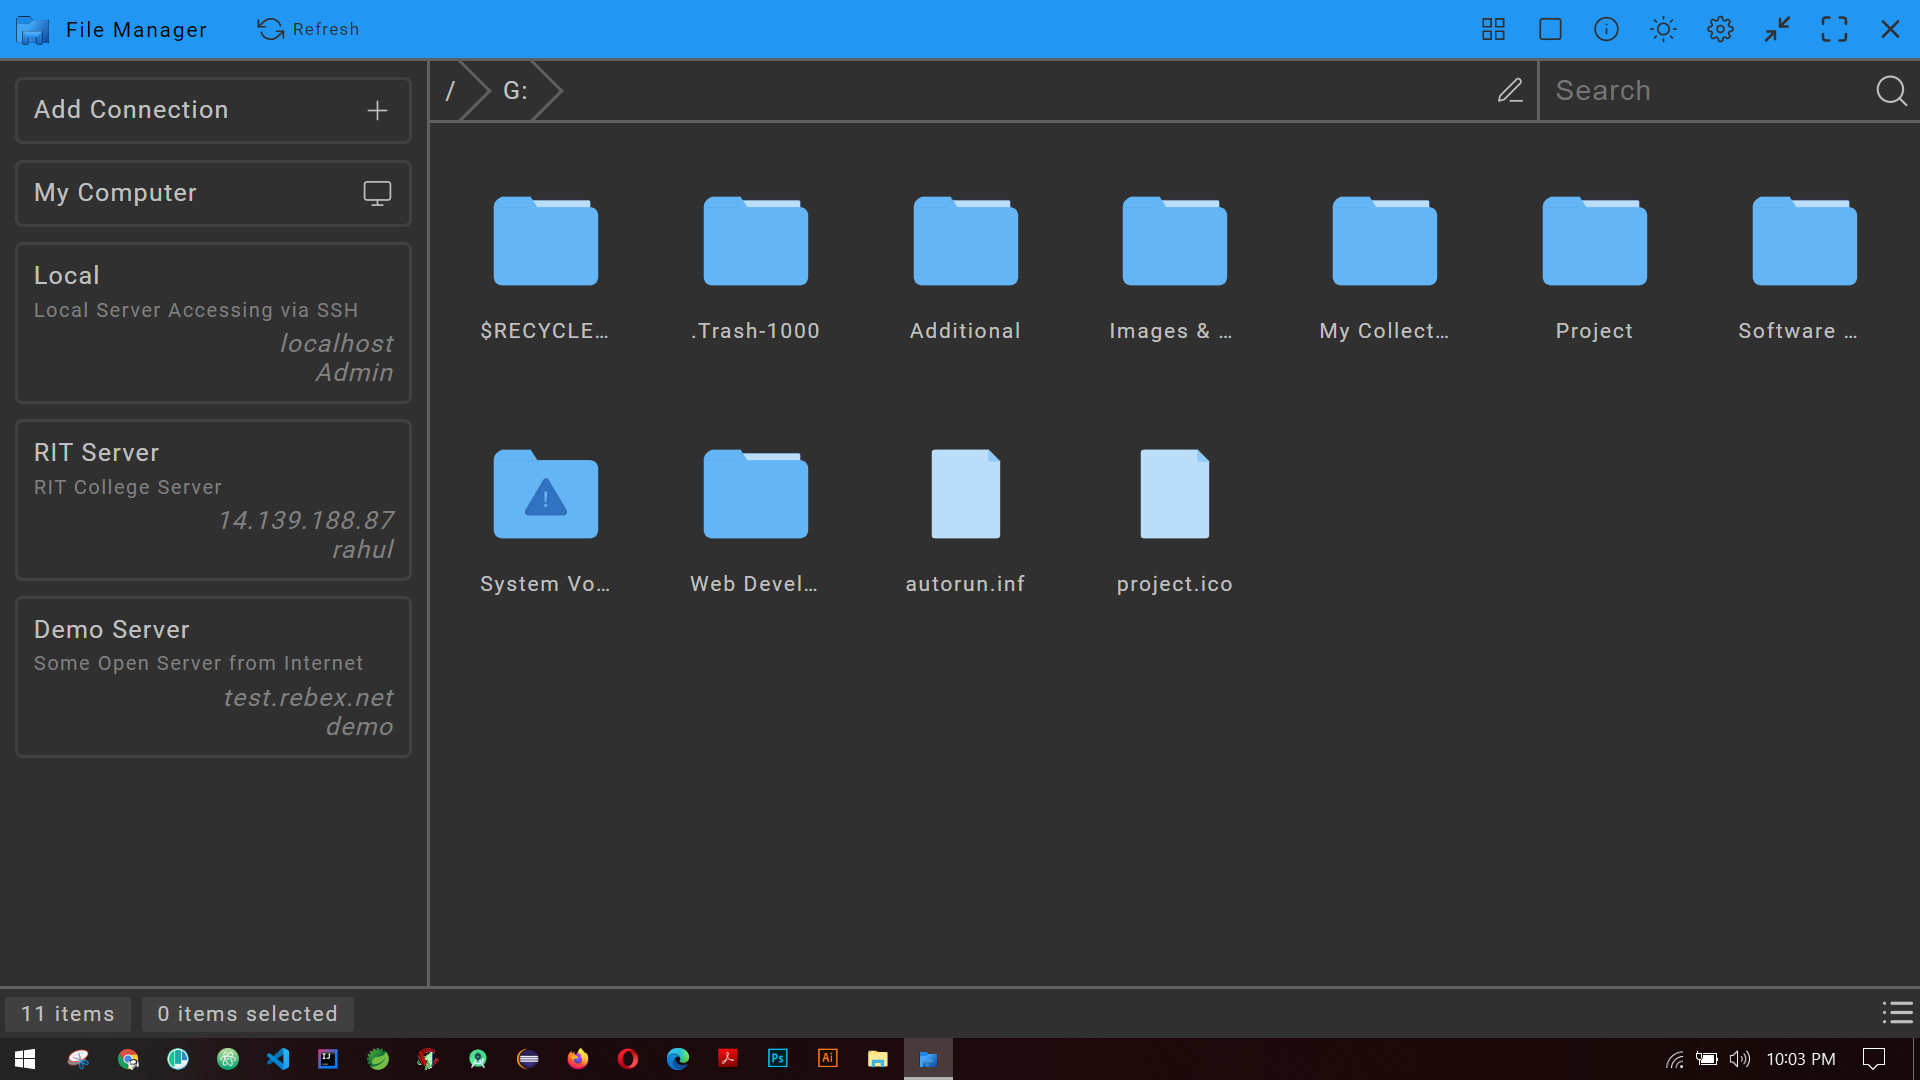 File Manager
Refresh
Add Connection
My Computer
Local
Local Server Accessing via SSH
localhost
Admin
RIT Server
RIT College Server
14.139.188.87
rahul
Demo Server
Some Open Server from Internet
test.rebex.net
demo
/ G:
Search
$RECYCLE... .Trash-1000 Additional Images & ... My Collect... Project Software ...
System Vo... Web Devel... autorun.inf project.ico
11 items 0 items selected
IJ
Ps
Ai
10:03 PM